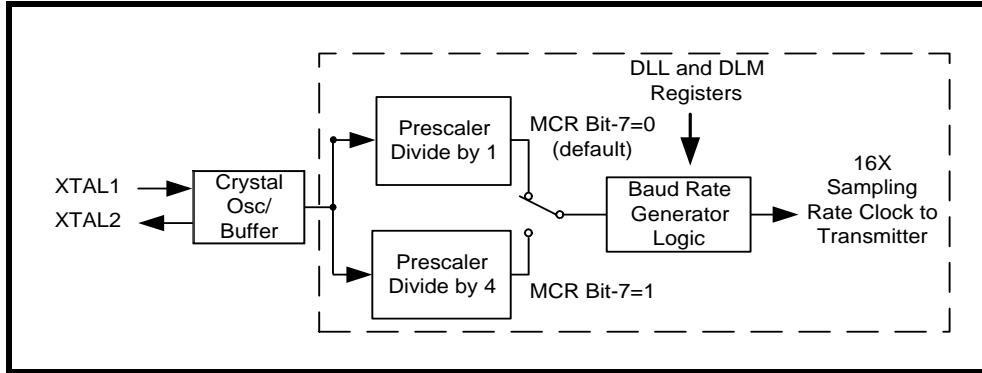 DLL and DLM
Registers
Prescaler
Divide by 1
MCR Bit-7=0
(default)
XTAL1
XTAL2
Crystal
Osc/
Buffer
Baud Rate
Generator
Logic
16X
Sampling
Rate Clock to
Transmitter
Prescaler
Divide by 4
MCR Bit-7=1